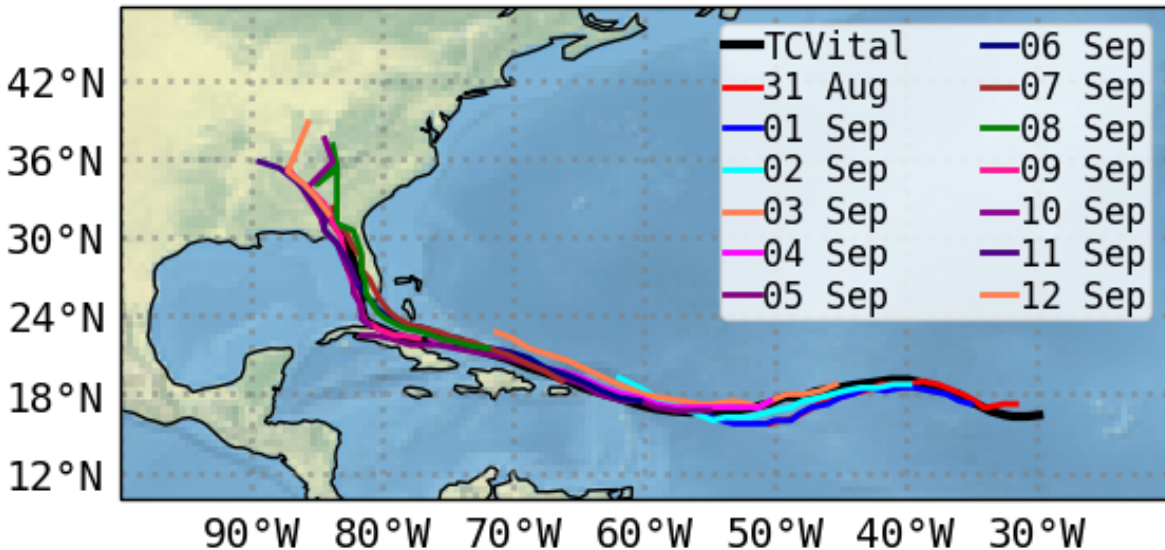 TCVital
31 Aug
01 Sep
02 Sep
03 Sep
04 Sep
05 Sep
06 Sep
07 Sep
08 Sep
09 Sep
10 Sep
11 Sep
12 Sep
42°N
36°N
30°N
24°N
18°N
12°N
90°W 80°W 70°W 60°W 50°W 40°W 30°W